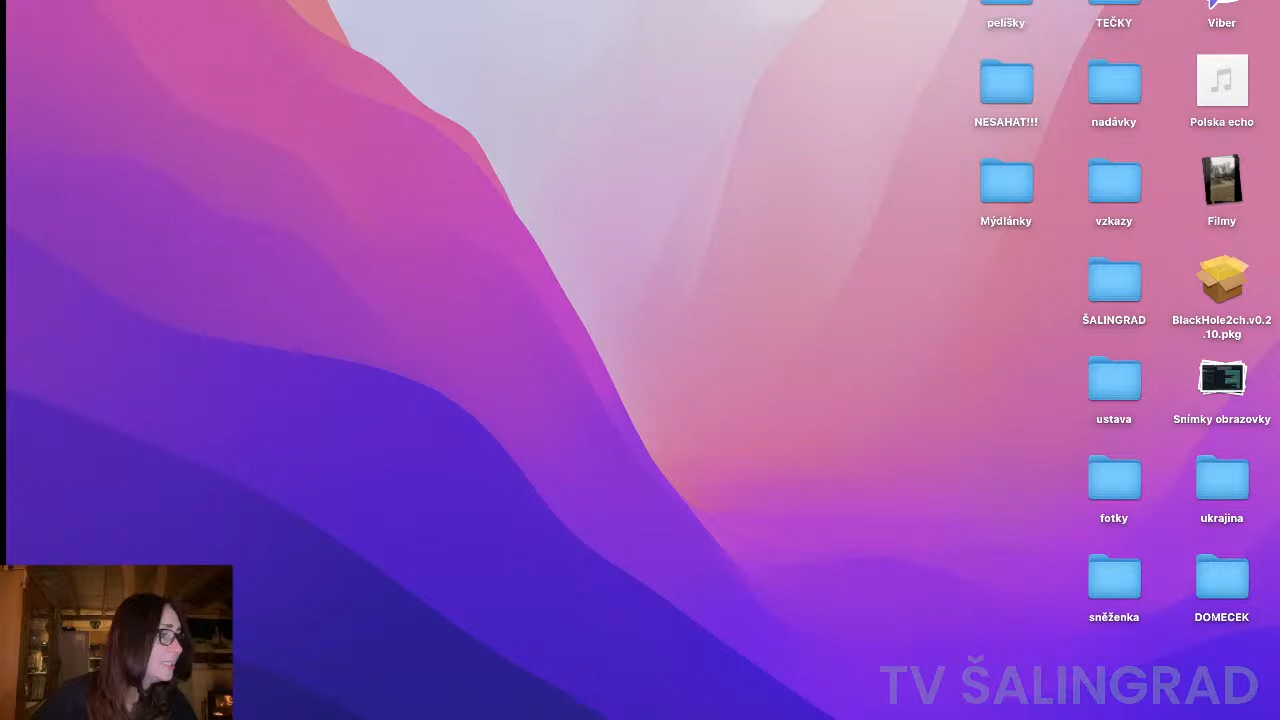 pelíšky
TEČKY
Viber
NESAHAT!!!
nadávky
Polska echo
Mýdlánky
vzkazy
Filmy
ŠALINGRAD
BlackHole2ch.v0.2
.10.pkg
ustava
Snímky obrazovky
fotky
ukrajina
sněženka
DOMECEK
TV ŠALINGRAD